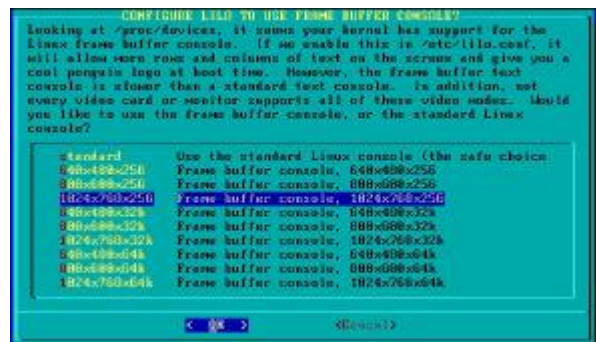 CONFIGURE LILO TO USE FRAME BUFFER CONSOLE?
Looking at /proc/devices, it seems your kernel has support for the
Linux frame buffer console.  If we enable this in /etc/lilo.conf, it
will allow more rows and columns of text on the screen and give you a
cool penguin logo at boot time.  However, the frame buffer text
console is slower than a standard text console.  In addition, not
every video card or monitor supports all of these video modes.  Would
you like to use the frame buffer console, or the standard Linux
console?
standard Use the standard Linux console (the safe choice
640x480x256 Frame buffer console, 640x480x256
800x600x256 Frame buffer console, 800x600x256
1024x768x256 Frame buffer console, 1024x768x256
640x480x32k Frame buffer console, 640x480x32k
800x600x32k Frame buffer console, 800x600x32k
1024x768x32k Frame buffer console, 1024x768x32k
640x480x64k Frame buffer console, 640x480x64k
800x600x64k Frame buffer console, 800x600x64k
1024x768x64k Frame buffer console, 1024x768x64k
< OK > <Cancel>